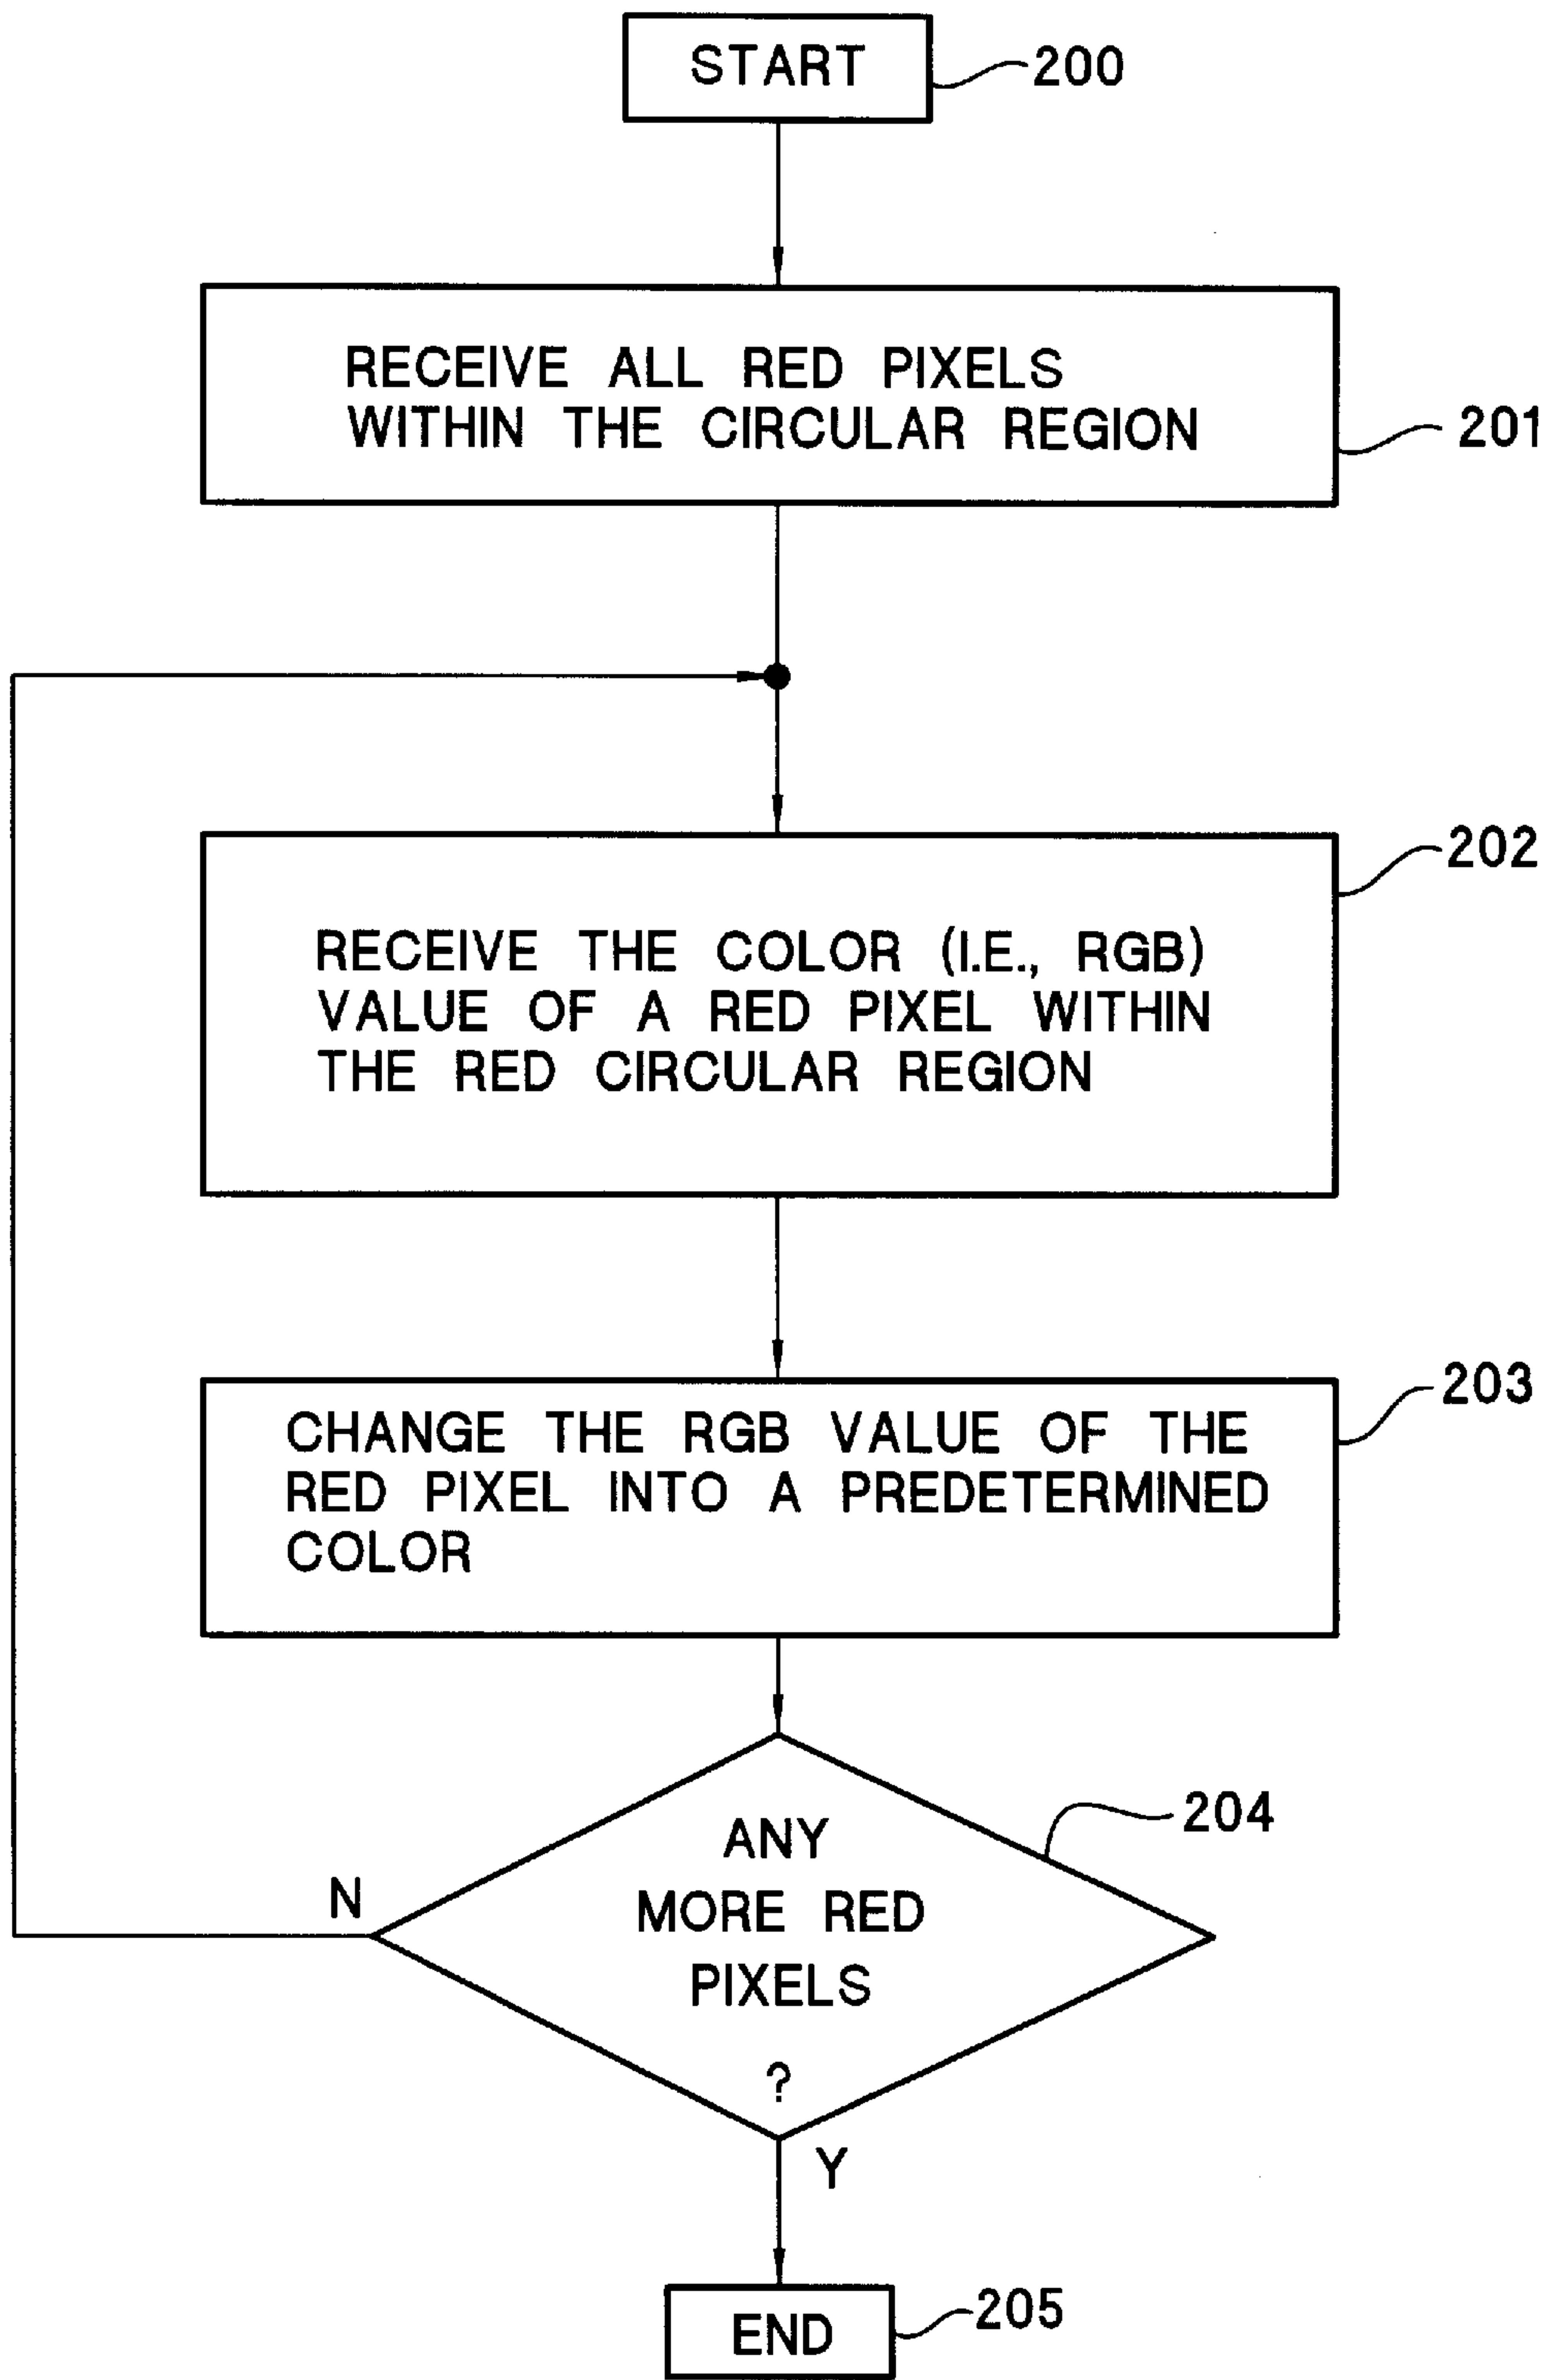 START
200
RECEIVE ALL RED PIXELS
WITHIN THE CIRCULAR REGION
201
202
RECEIVE THE COLOR (I.E., RGB)
VALUE OF A RED PIXEL WITHIN
THE RED CIRCULAR REGION
203
CHANGE THE RGB VALUE OF THE
RED PIXEL INTO A PREDETERMINED
COLOR
204
ANY
MORE RED
PIXELS
?
N
Y
END
205